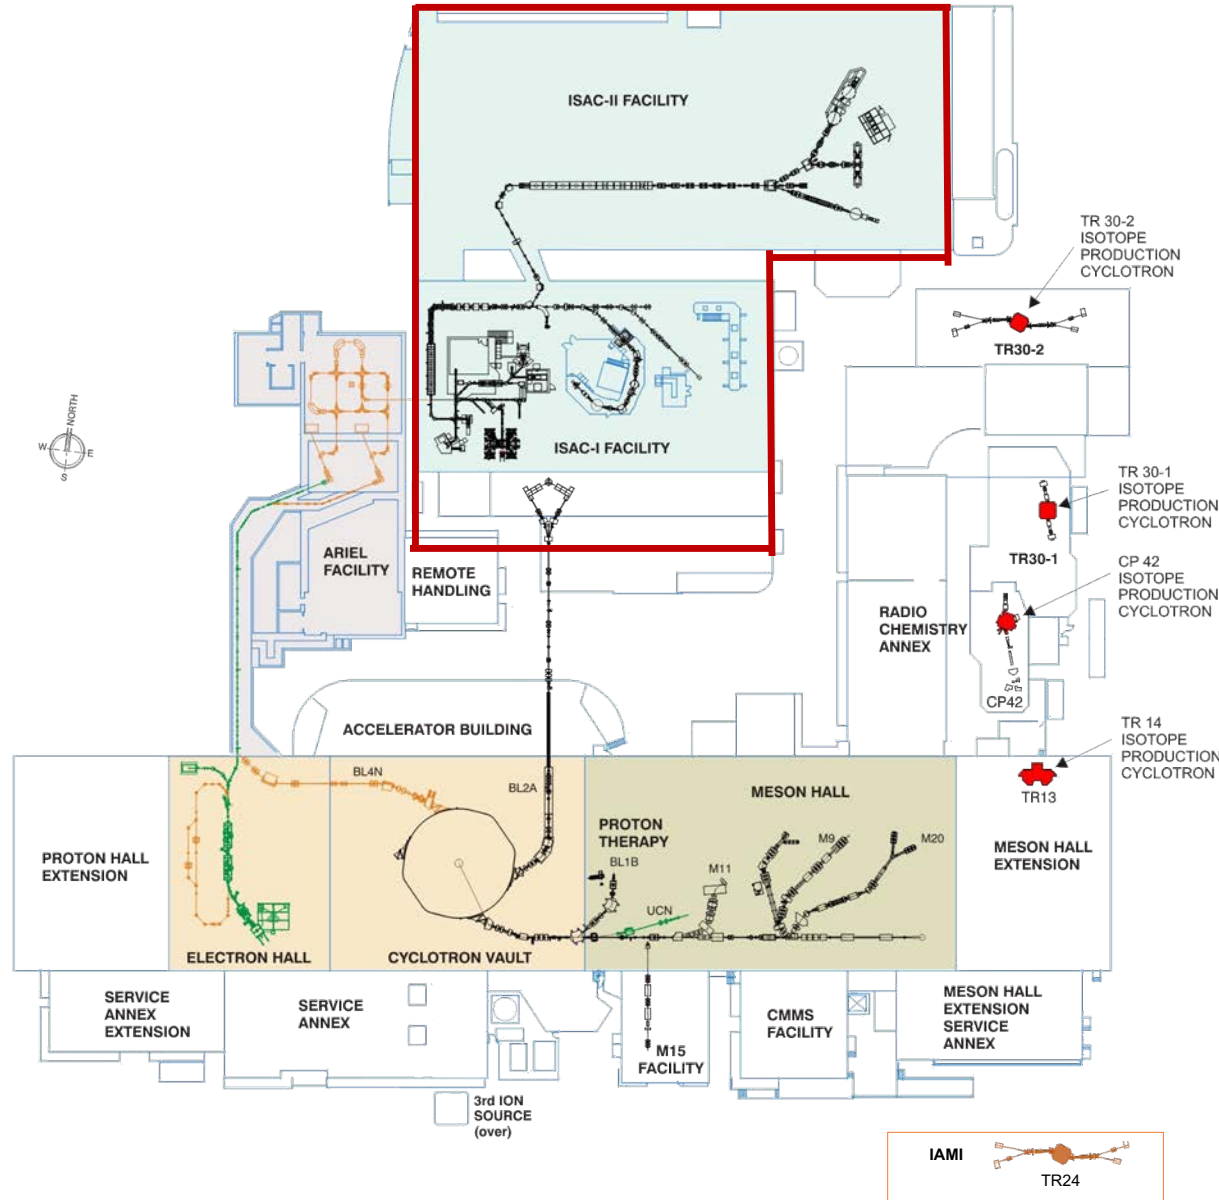 ISAC-II FACILITY
TR 30-2
ISOTOPE
PRODUCTION
CYCLOTRON
TR30-2
NORTH
W
E
S
ISAC-I FACILITY
TR 30-1
ISOTOPE
PRODUCTION
CYCLOTRON
TR30-1
ARIEL
FACILITY
REMOTE
HANDLING
CP 42
ISOTOPE
PRODUCTION
CYCLOTRON
RADIO
CHEMISTRY
ANNEX
CP42
ACCELERATOR BUILDING
TR 14
ISOTOPE
PRODUCTION
CYCLOTRON
TR13
BL4N
BL2A
MESON HALL
PROTON
THERAPY
BL1B
M11
M9
M20
UCN
PROTON HALL
EXTENSION
MESON HALL
EXTENSION
ELECTRON HALL
CYCLOTRON VAULT
SERVICE
ANNEX
EXTENSION
SERVICE
ANNEX
M15
FACILITY
CMMS
FACILITY
MESON HALL
EXTENSION
SERVICE
ANNEX
3rd ION
SOURCE
(over)
IAMI
TR24